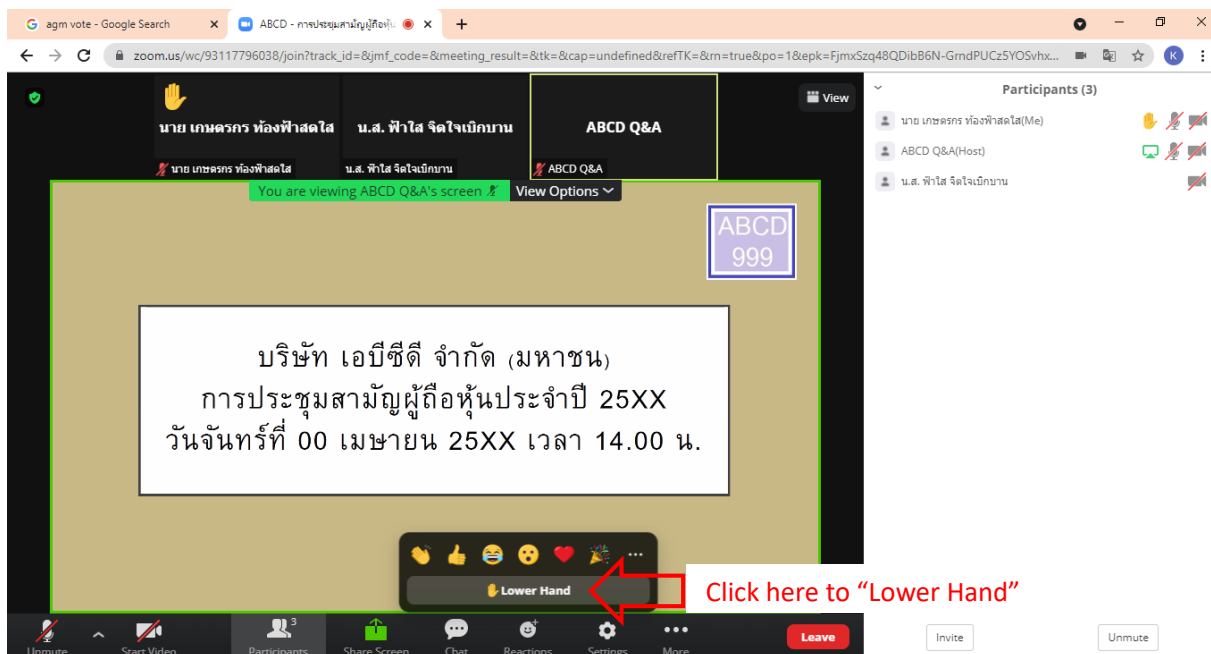 agm vote - Google Search
ABCD - การประชุมสามัญผู้ถือหุ้น
zoom.us/wc/93117796038/join?track_id=&jmf_code=&meeting_result=&tk=&cap=undefined&refTK=&rn=true&po=1&epk=FjmxSzq48QDibB6N-GrndPUCz5YOSvhx...
K
View
Participants (3)
นาย เกษตรกร ท้องฟ้าสดใส
น.ส. ฟ้าใส จิตใจเบิกบาน
ABCD Q&A
นาย เกษตรกร ท้องฟ้าสดใส(Me)
ABCD Q&A(Host)
น.ส. ฟ้าใส จิตใจเบิกบาน
นาย เกษตรกร ท้องฟ้าสดใส
น.ส. ฟ้าใส จิตใจเบิกบาน
ABCD Q&A
You are viewing ABCD Q&A's screen
View Options
ABCD
999
บริษัท เอบีซีดี จำกัด (มหาชน)
การประชุมสามัญผู้ถือหุ้นประจำปี 25XX
วันจันทร์ที่ 00 เมษายน 25XX เวลา 14.00 น.
Lower Hand
Click here to “Lower Hand”
3
Unmute
Start Video
Participants
Share Screen
Chat
Reactions
Settings
More
Leave
Invite
Unmute